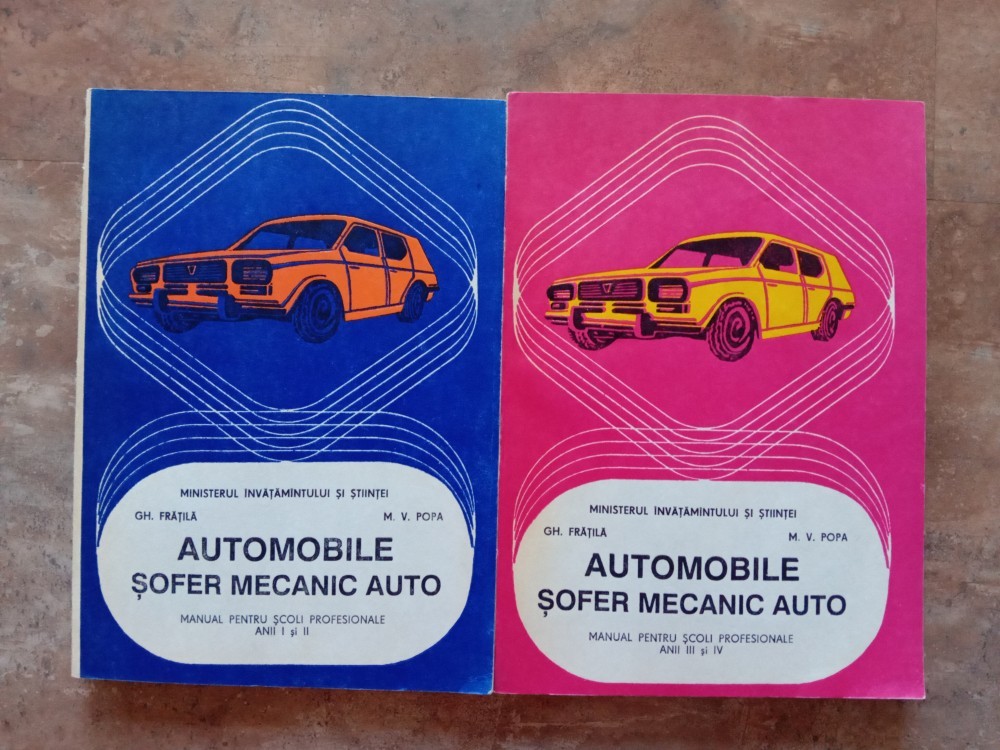 MINISTERUL ÎNVĂȚĂMÎNTULUI ȘI ȘTIINȚEI
GH. FRĂȚILĂ M. V. POPA
AUTOMOBILE
ȘOFER MECANIC AUTO
MANUAL PENTRU ȘCOLI PROFESIONALE
ANII I și II
MINISTERUL ÎNVĂȚĂMÎNTULUI ȘI ȘTIINȚEI
GH. FRĂȚILĂ M. V. POPA
AUTOMOBILE
ȘOFER MECANIC AUTO
MANUAL PENTRU ȘCOLI PROFESIONALE
ANII III și IV